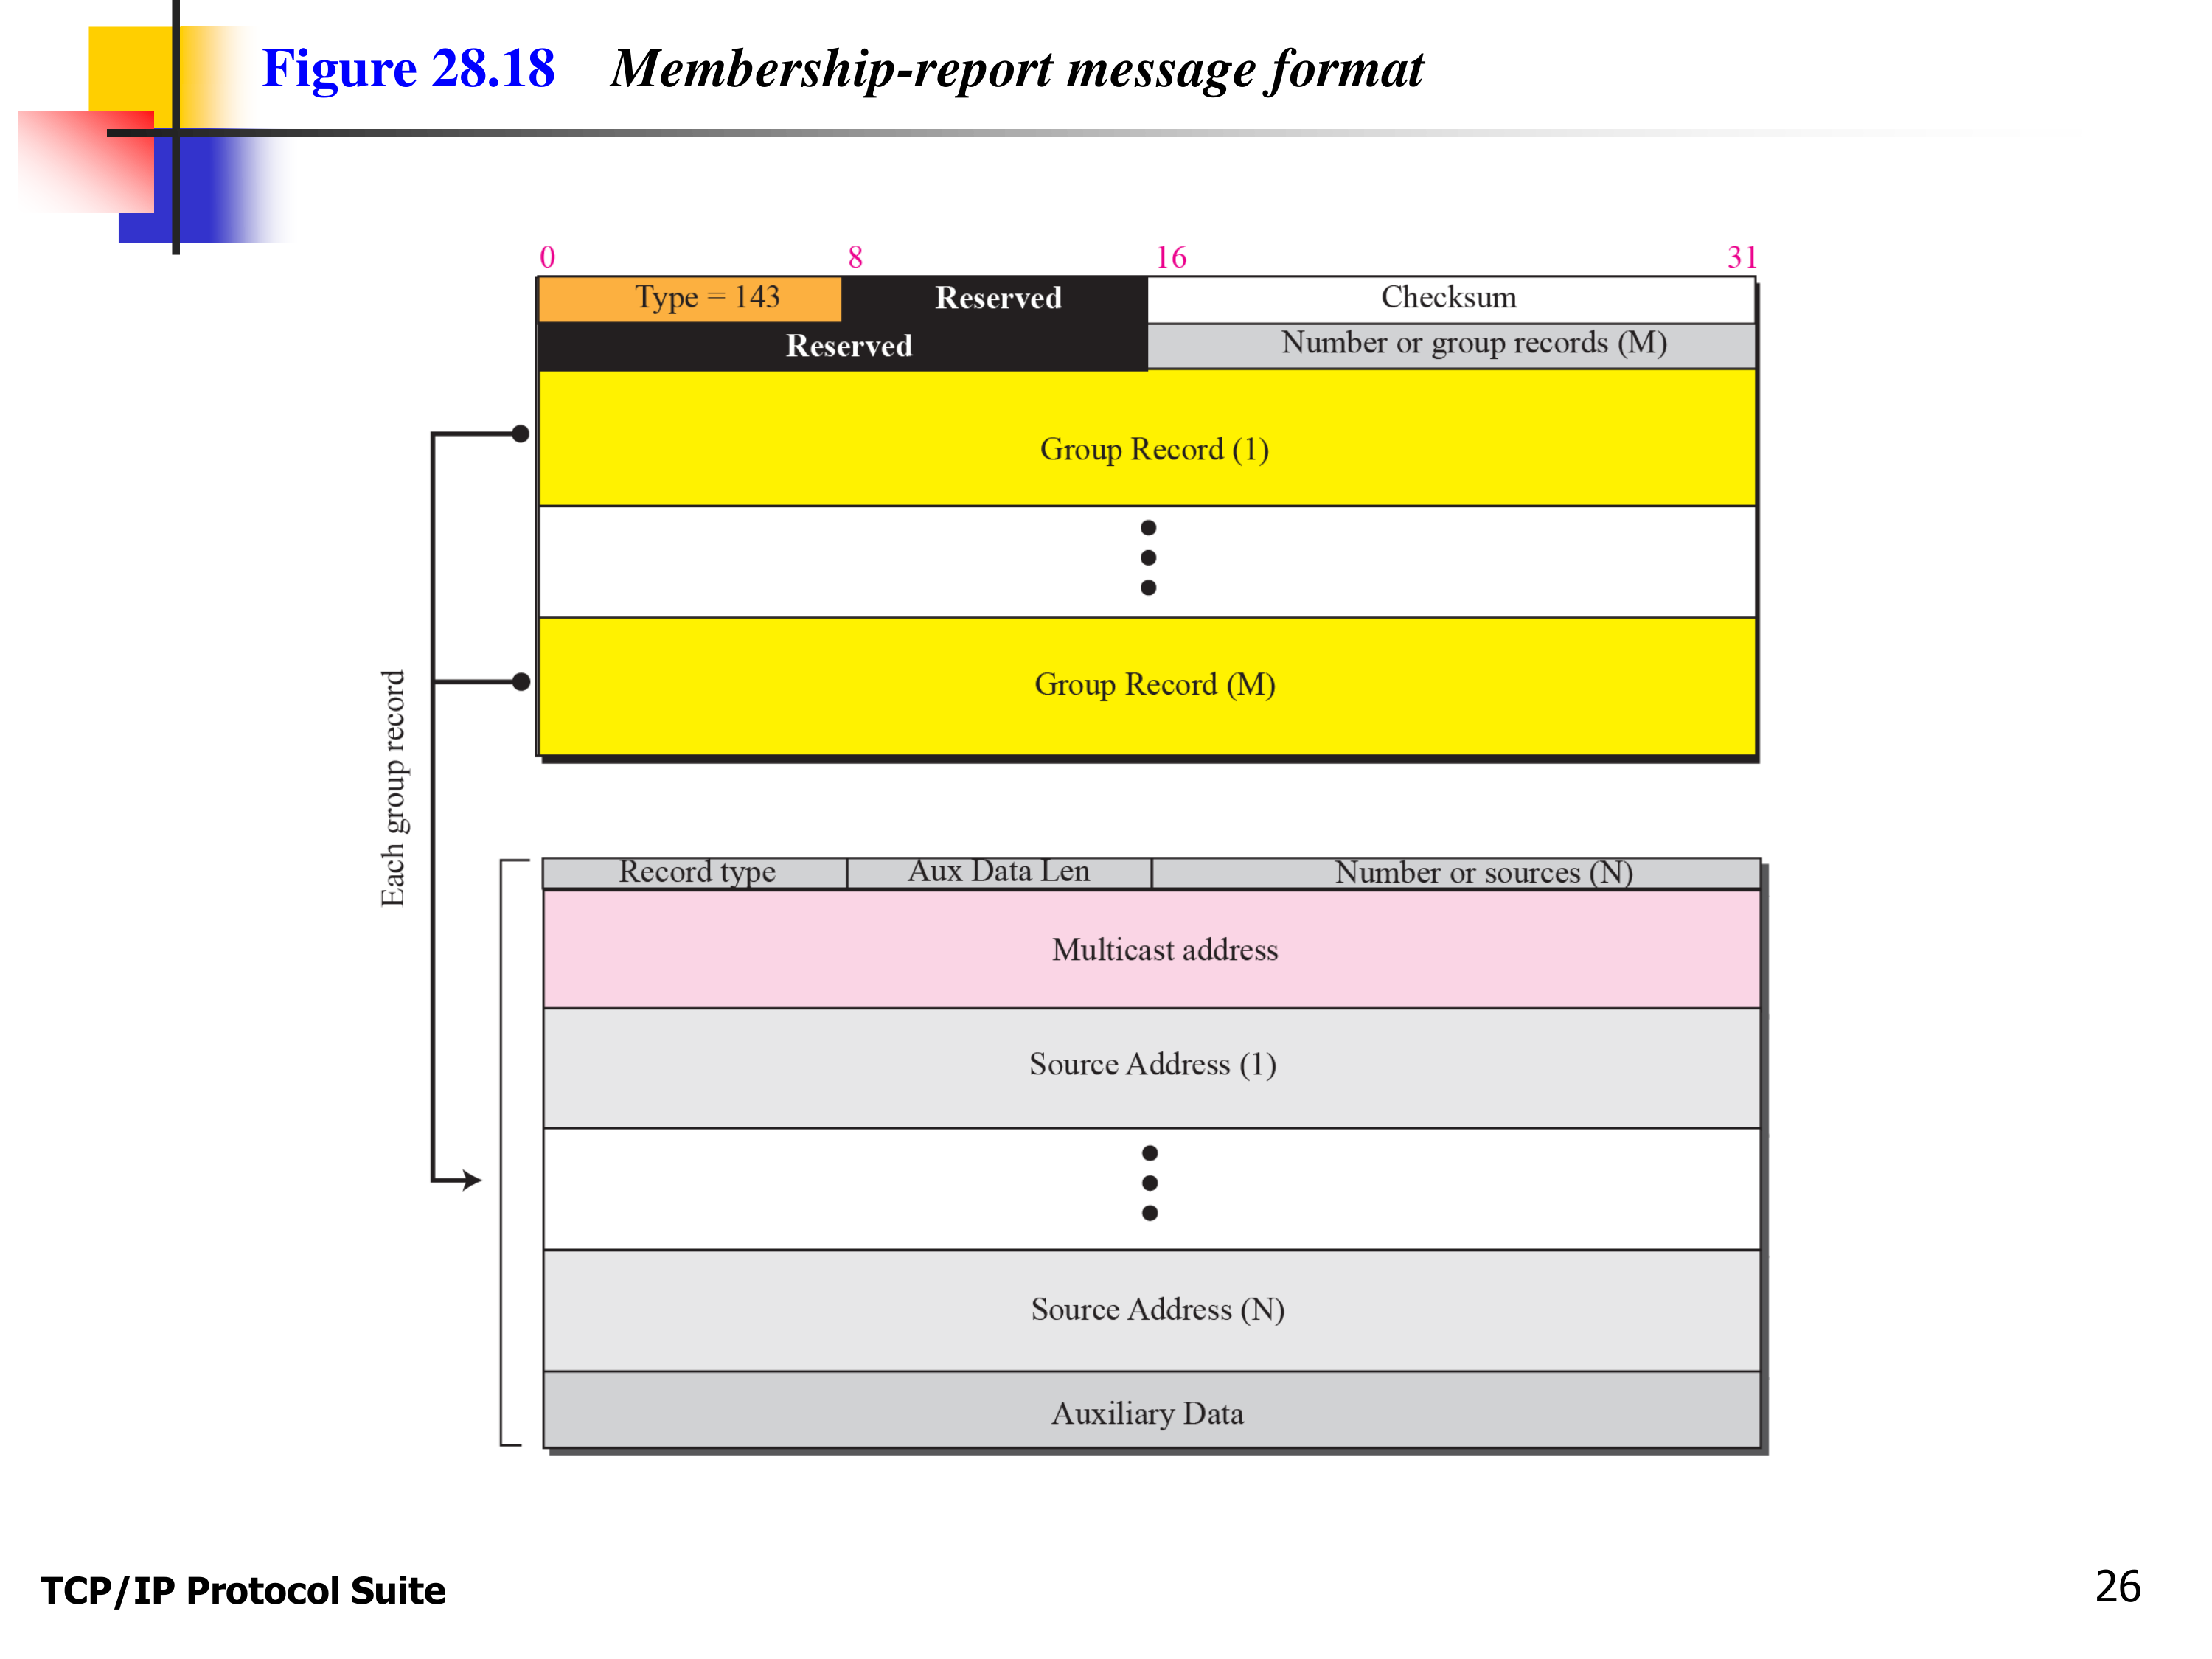 Figure 28.18 Membership-report message format
0 8 16 31
Type = 143 Reserved Checksum
Reserved Number or group records (M)
Group Record (1)
Group Record (M)
Each group record
Record type Aux Data Len Number or sources (N)
Multicast address
Source Address (1)
Source Address (N)
Auxiliary Data
TCP/IP Protocol Suite 26